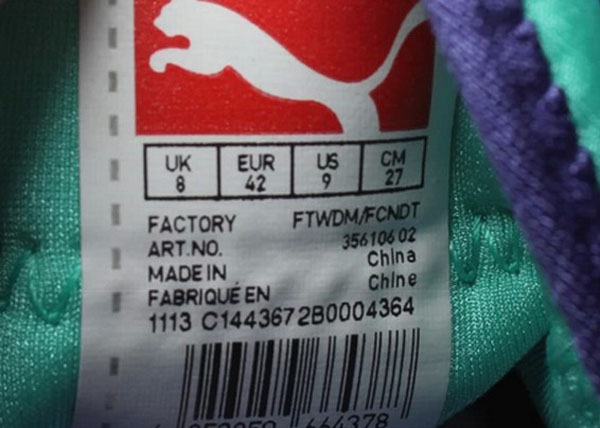 UK EUR US CM
8 42 9 27
FACTORY FTWDM/FCNDT
ART.NO. 356106 02
MADE IN China
FABRIQUÉ EN Chine
1113 C1443672B0004364
664378